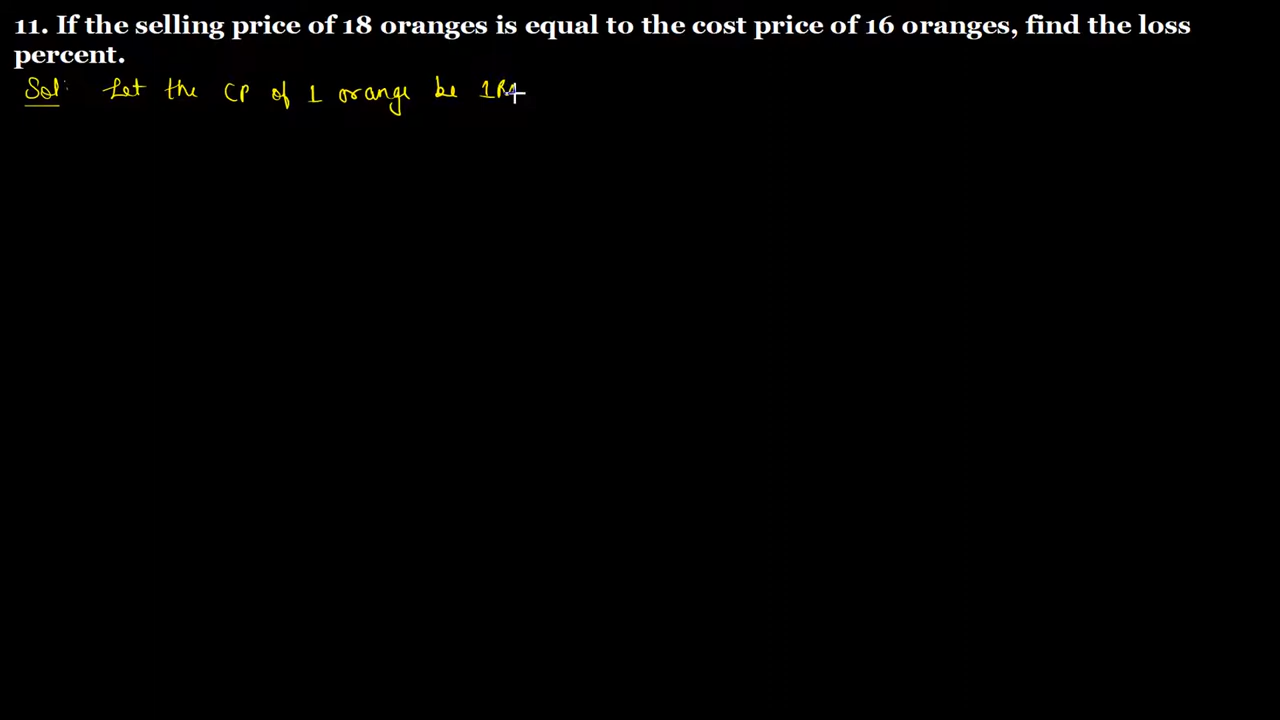 11. If the selling price of 18 oranges is equal to the cost price of 16 oranges, find the loss
percent.
Sol: Let the CP of 1 orange be 1Rs